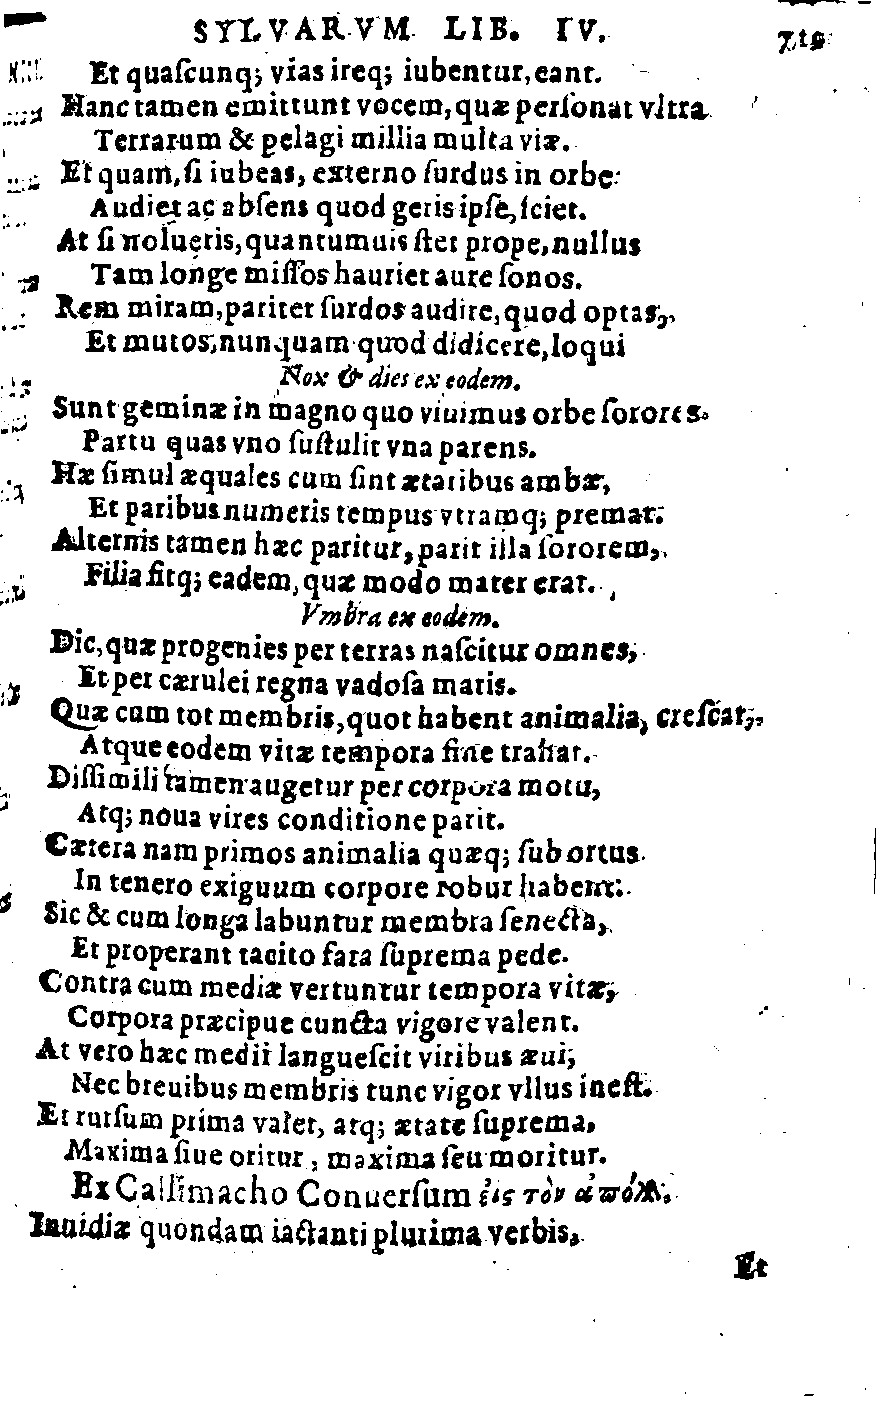 SYLVARVM LIB. IV.
Et quaſcunq; vias ireq; iubentur, eant.
Hanc tamen emittunt vocem, quæ perſonat vltra
Terrarum & pelagi millia multa viæ.
Et quam, ſi iubeas, externo ſurdus in orbe
Audiet ac abſens quod geris ipſe, ſciet.
At ſi nolueris, quantumuis ſtet prope, nullus
Tam longe miſſos hauriet aure ſonos.
Rem miram, pariter ſurdos audire, quod optas,
Et mutos, nunquam quod didicere, loqui
Nox & dies ex eodem.
Sunt geminæ in magno quo viuimus orbe ſorores.
Partu quas vno ſuſtulit vna parens.
Hæ ſimul æquales cum ſint ætatibus ambæ,
Et paribus numeris tempus vtramq; premat:
Alternis tamen hæc paritur, parit illa ſororem,
Filia fitq; eadem, quæ modo mater erat.
Vmbra ex eodem.
Dic, quæ progenies per terras naſcitur omnes,
Et per cærulei regna vadoſa maris.
Quæ cum tot membris, quot habent animalia, creſcat,
Atque eodem vitæ tempora fine trahat.
Diſſimili tamen augetur per corpora motu,
Atq; noua vires conditione parit.
Cætera nam primos animalia quæq; ſub ortus
In tenero exiguum corpore robur habent:
Sic & cum longa labuntur membra ſenecta,
Et properant tacito fata ſuprema pede.
Contra cum mediæ vertuntur tempora vitæ,
Corpora præcipue cuncta vigore valent.
At vero hæc medii langueſcit viribus æui,
Nec breuibus membris tunc vigor vllus ineſt.
Et rurſum prima valet, atq; ætate ſuprema,
Maxima ſiue oritur, maxima ſeu moritur.
Ex Callimacho Conuerſum εἰς τὸν ἀπόλ.
Inuidiæ quondam iactanti plurima verbis,
Et